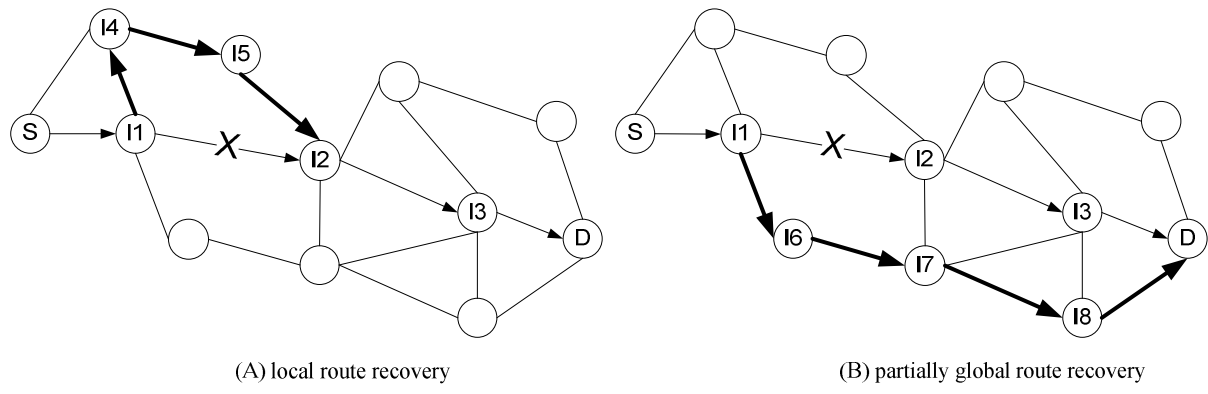 I4
I5
S
I1
X
I2
I3
D
(A) local route recovery
S
I1
X
I2
I3
I6
I7
D
I8
(B) partially global route recovery